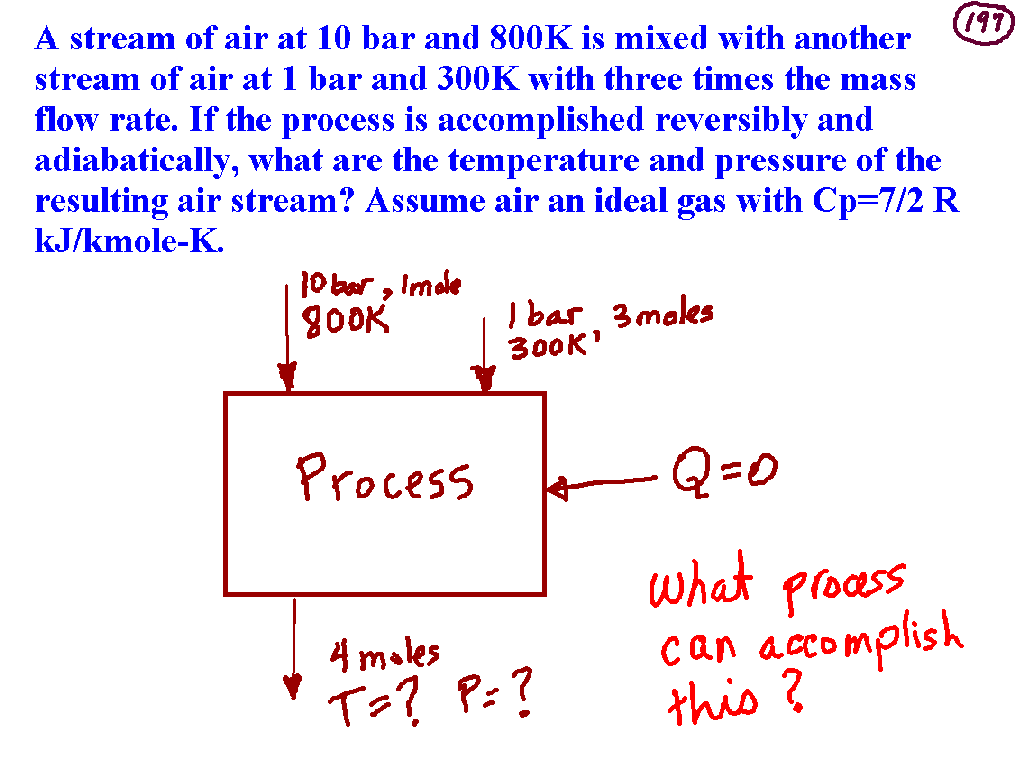 197
A stream of air at 10 bar and 800K is mixed with another
stream of air at 1 bar and 300K with three times the mass
flow rate. If the process is accomplished reversibly and
adiabatically, what are the temperature and pressure of the
resulting air stream? Assume air an ideal gas with Cp=7/2 R
kJ/kmole-K.
10 bar, 1 mole
800K
1 bar, 3 moles
300K
Process
Q=0
What process
can accomplish
this?
4 moles
T=? P=?